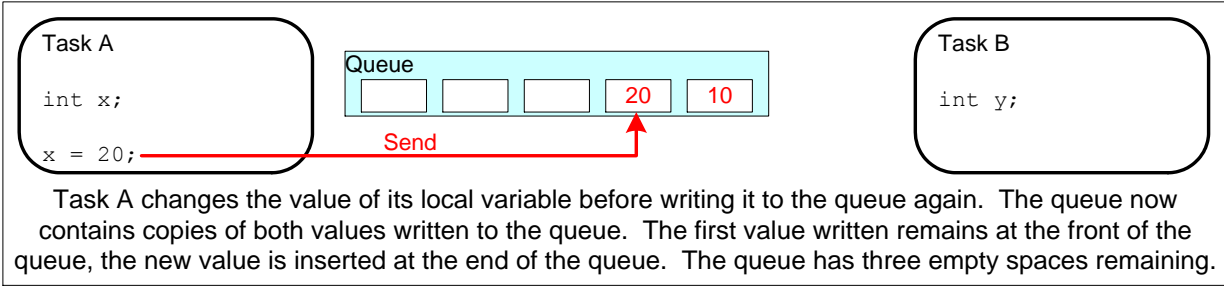 Task A
int x;
x = 20;
Queue
20 10
Send
Task B
int y;
Task A changes the value of its local variable before writing it to the queue again.  The queue now
contains copies of both values written to the queue.  The first value written remains at the front of the
queue, the new value is inserted at the end of the queue.  The queue has three empty spaces remaining.